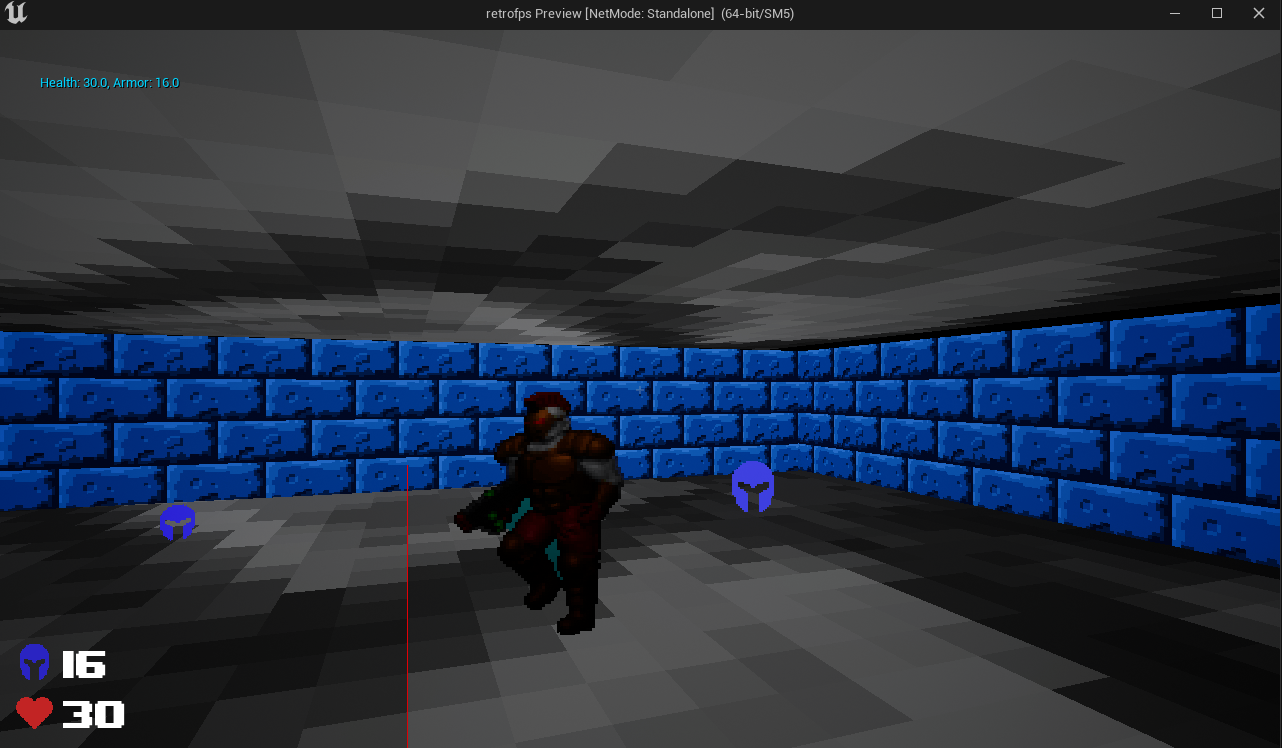 retrofps Preview [NetMode: Standalone] (64-bit/SM5)
Health: 30.0, Armor: 16.0
16
30